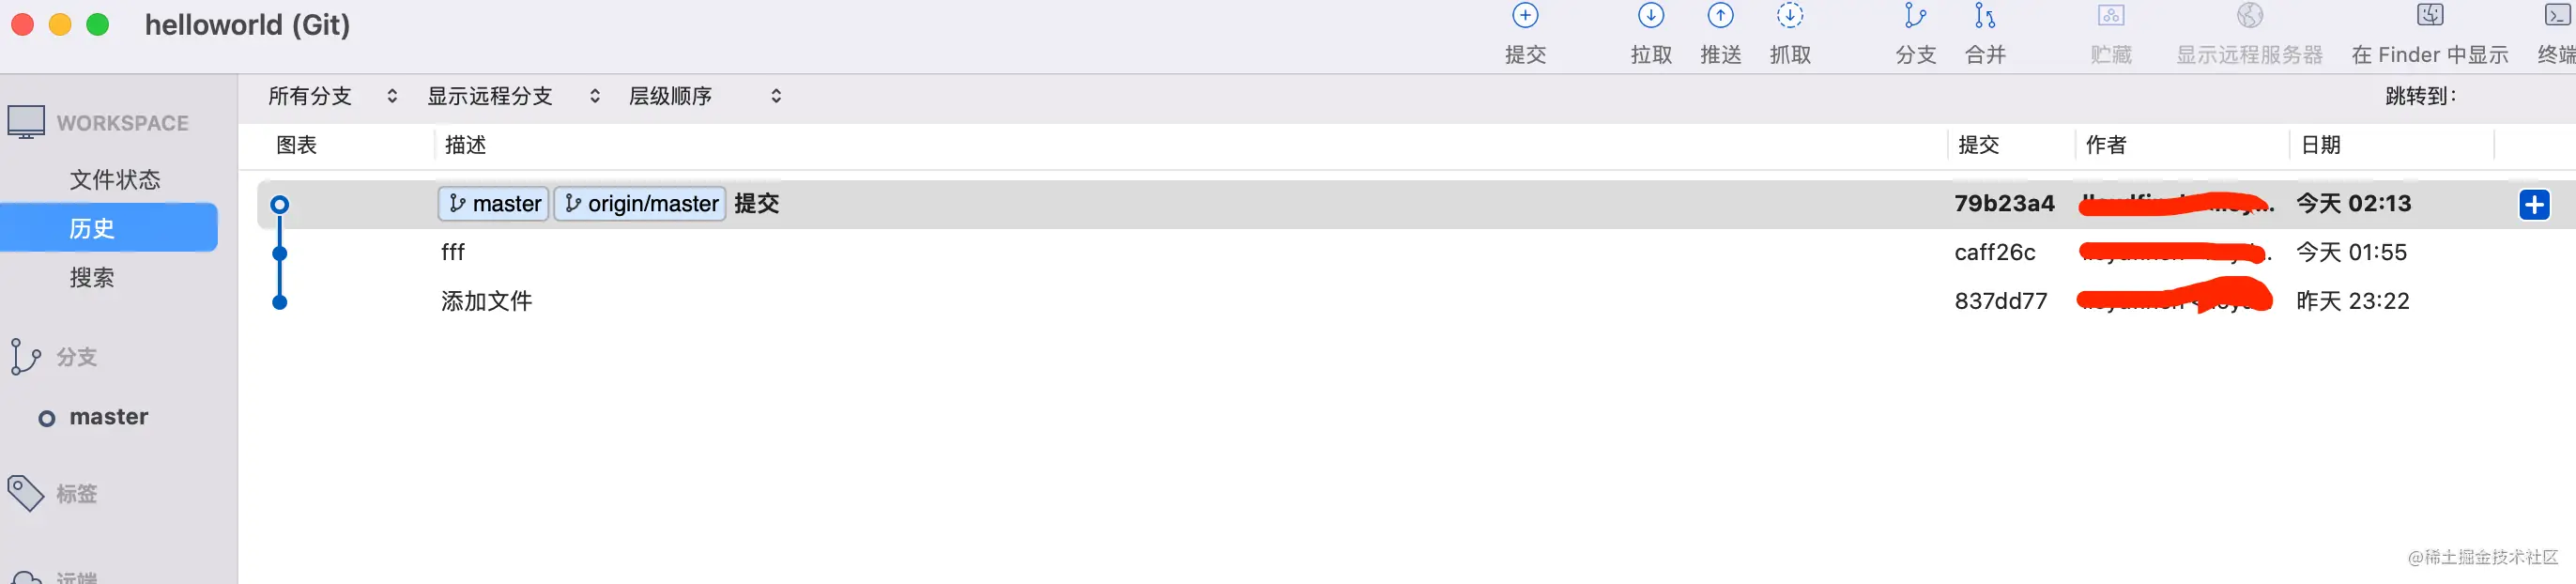 helloworld (Git)
提交 拉取 推送 抓取 分支 合并 贮藏 显示远程服务器 在 Finder 中显示 终端
所有分支 显示远程分支 层级顺序 跳转到:
WORKSPACE
图表 描述 提交 作者 日期
文件状态
master origin/master 提交 79b23a4 今天 02:13
历史
fff caff26c 今天 01:55
搜索
添加文件 837dd77 昨天 23:22
分支
master
标签
远端
@稀土掘金技术社区